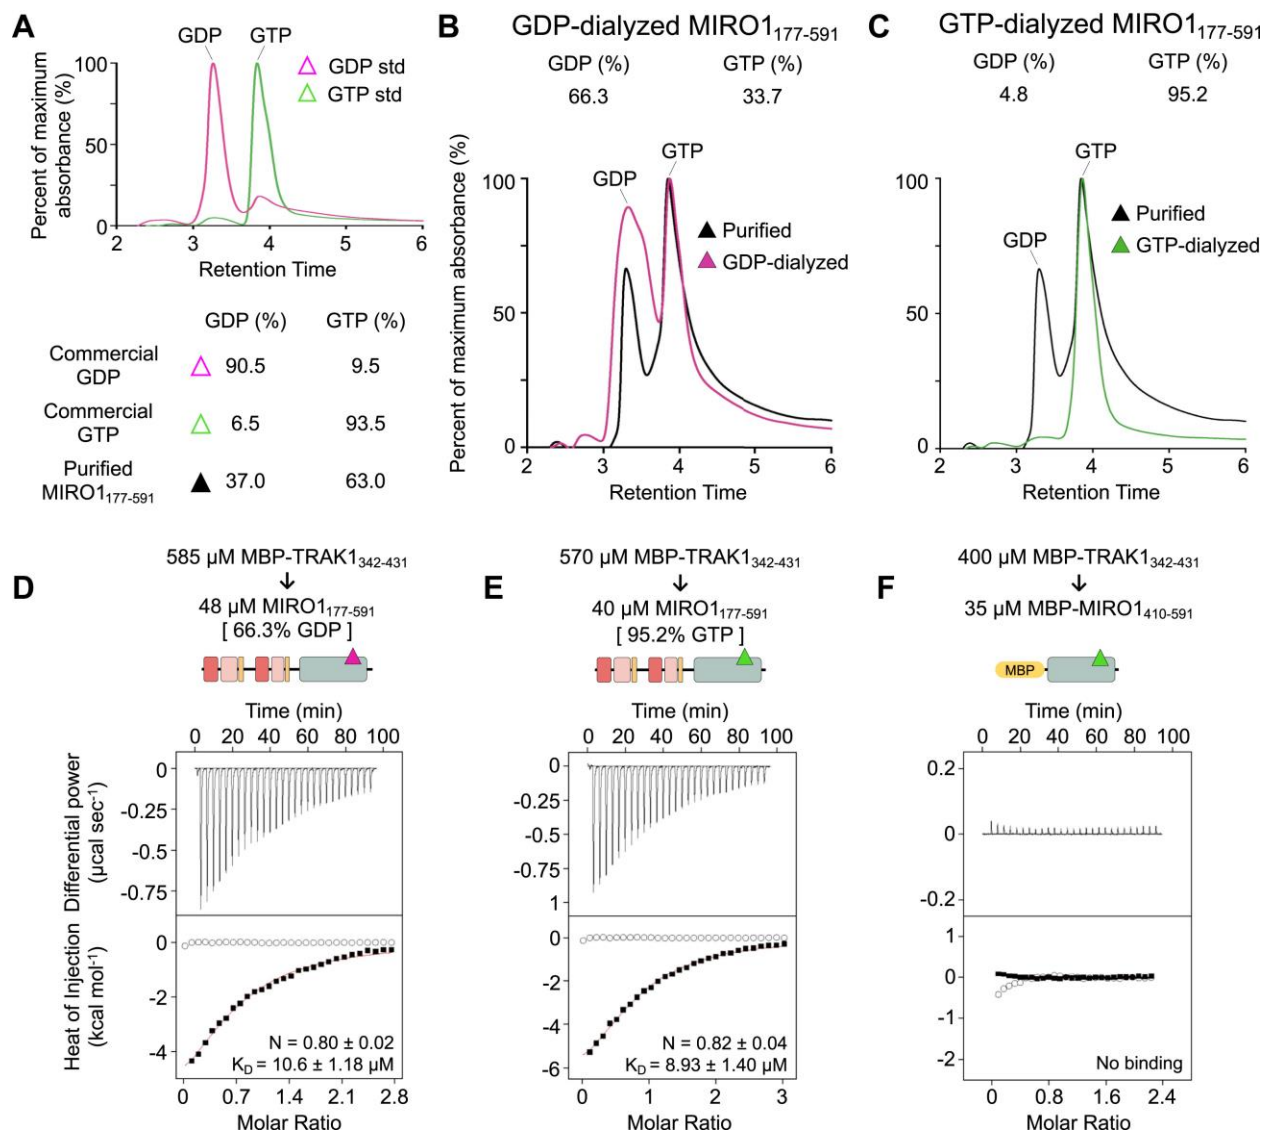 A
GDP GTP
GDP std
GTP std
Percent of maximum
absorbance (%)
100
50
0
2 3 4 5 6
Retention Time
GDP (%) GTP (%)
Commercial
GDP
90.5 9.5
Commercial
GTP
6.5 93.5
Purified
MIRO1177-591
37.0 63.0
B GDP-dialyzed MIRO1177-591
GDP (%) GTP (%)
66.3 33.7
Percent of maximum absorbance (%)
GDP
GTP
Purified
GDP-dialyzed
100
50
0
2 3 4 5 6
Retention Time
C GTP-dialyzed MIRO1177-591
GDP (%) GTP (%)
4.8 95.2
GDP
GTP
Purified
GTP-dialyzed
100
50
0
2 3 4 5 6
Retention Time
D
585 µM MBP-TRAK1342-431
↓
48 µM MIRO1177-591
[ 66.3% GDP ]
Time (min)
0 20 40 60 80 100
Differential power
(µcal sec-1)
0
-0.25
-0.5
-0.75
Heat of Injection
(kcal mol-1)
0
-2
-4
N = 0.80 ± 0.02
KD = 10.6 ± 1.18 µM
0 0.7 1.4 2.1 2.8
Molar Ratio
E
570 µM MBP-TRAK1342-431
↓
40 µM MIRO1177-591
[ 95.2% GTP ]
Time (min)
0 20 40 60 80 100
0
-0.25
-0.5
-0.75
1
0
-2
-4
-6
N = 0.82 ± 0.04
KD = 8.93 ± 1.40 µM
0 1 2 3
Molar Ratio
F
400 µM MBP-TRAK1342-431
↓
35 µM MBP-MIRO1410-591
MBP
Time (min)
0 20 40 60 80 100
0.2
0
-0.2
1
0
-1
-2
No binding
0 0.8 1.6 2.4
Molar Ratio